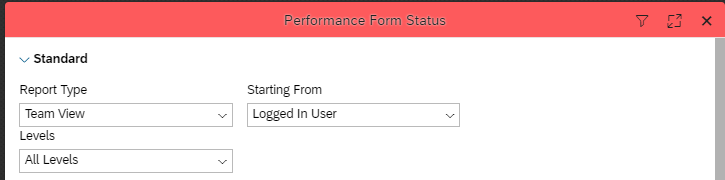 Performance Form Status
Standard
Report Type
Starting From
Team View
Logged In User
Levels
All Levels